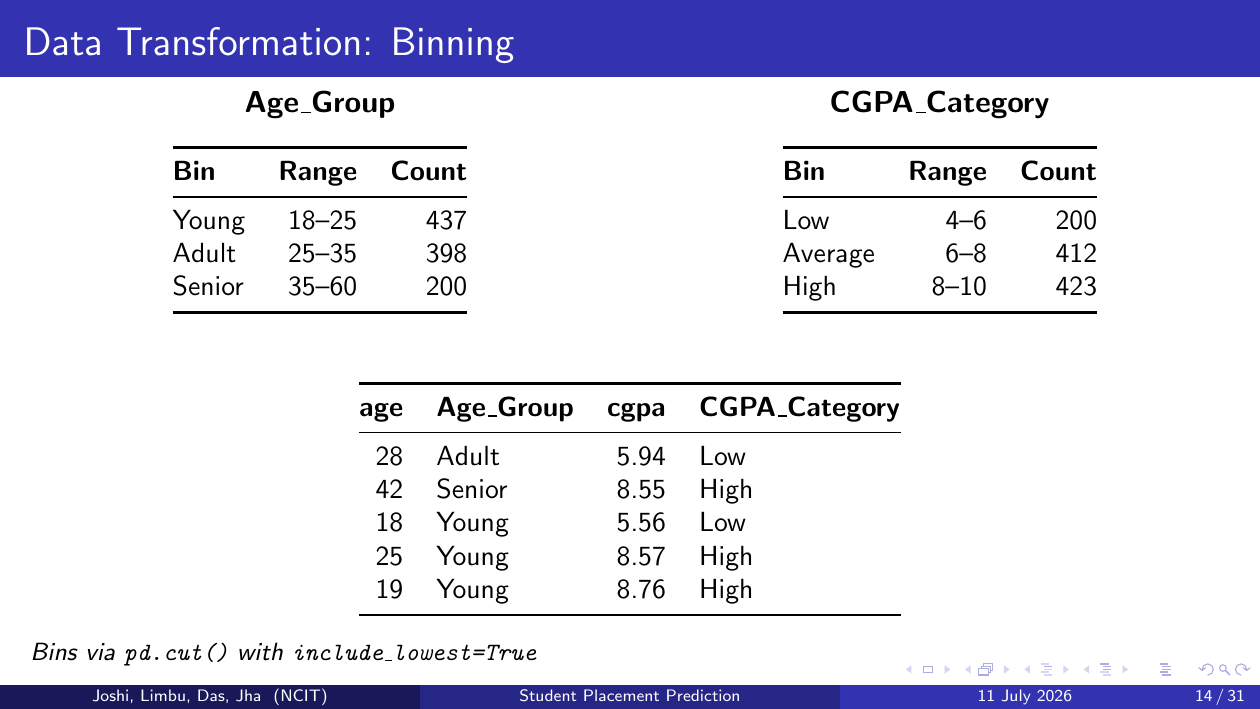 Data Transformation: Binning
Age_Group
Bin Range Count
Young 18–25 437
Adult 25–35 398
Senior 35–60 200
CGPA_Category
Bin Range Count
Low 4–6 200
Average 6–8 412
High 8–10 423
age Age_Group cgpa CGPA_Category
28 Adult 5.94 Low
42 Senior 8.55 High
18 Young 5.56 Low
25 Young 8.57 High
19 Young 8.76 High
Bins via pd.cut() with include_lowest=True
Joshi, Limbu, Das, Jha (NCIT) Student Placement Prediction 11 July 2026 14 / 31